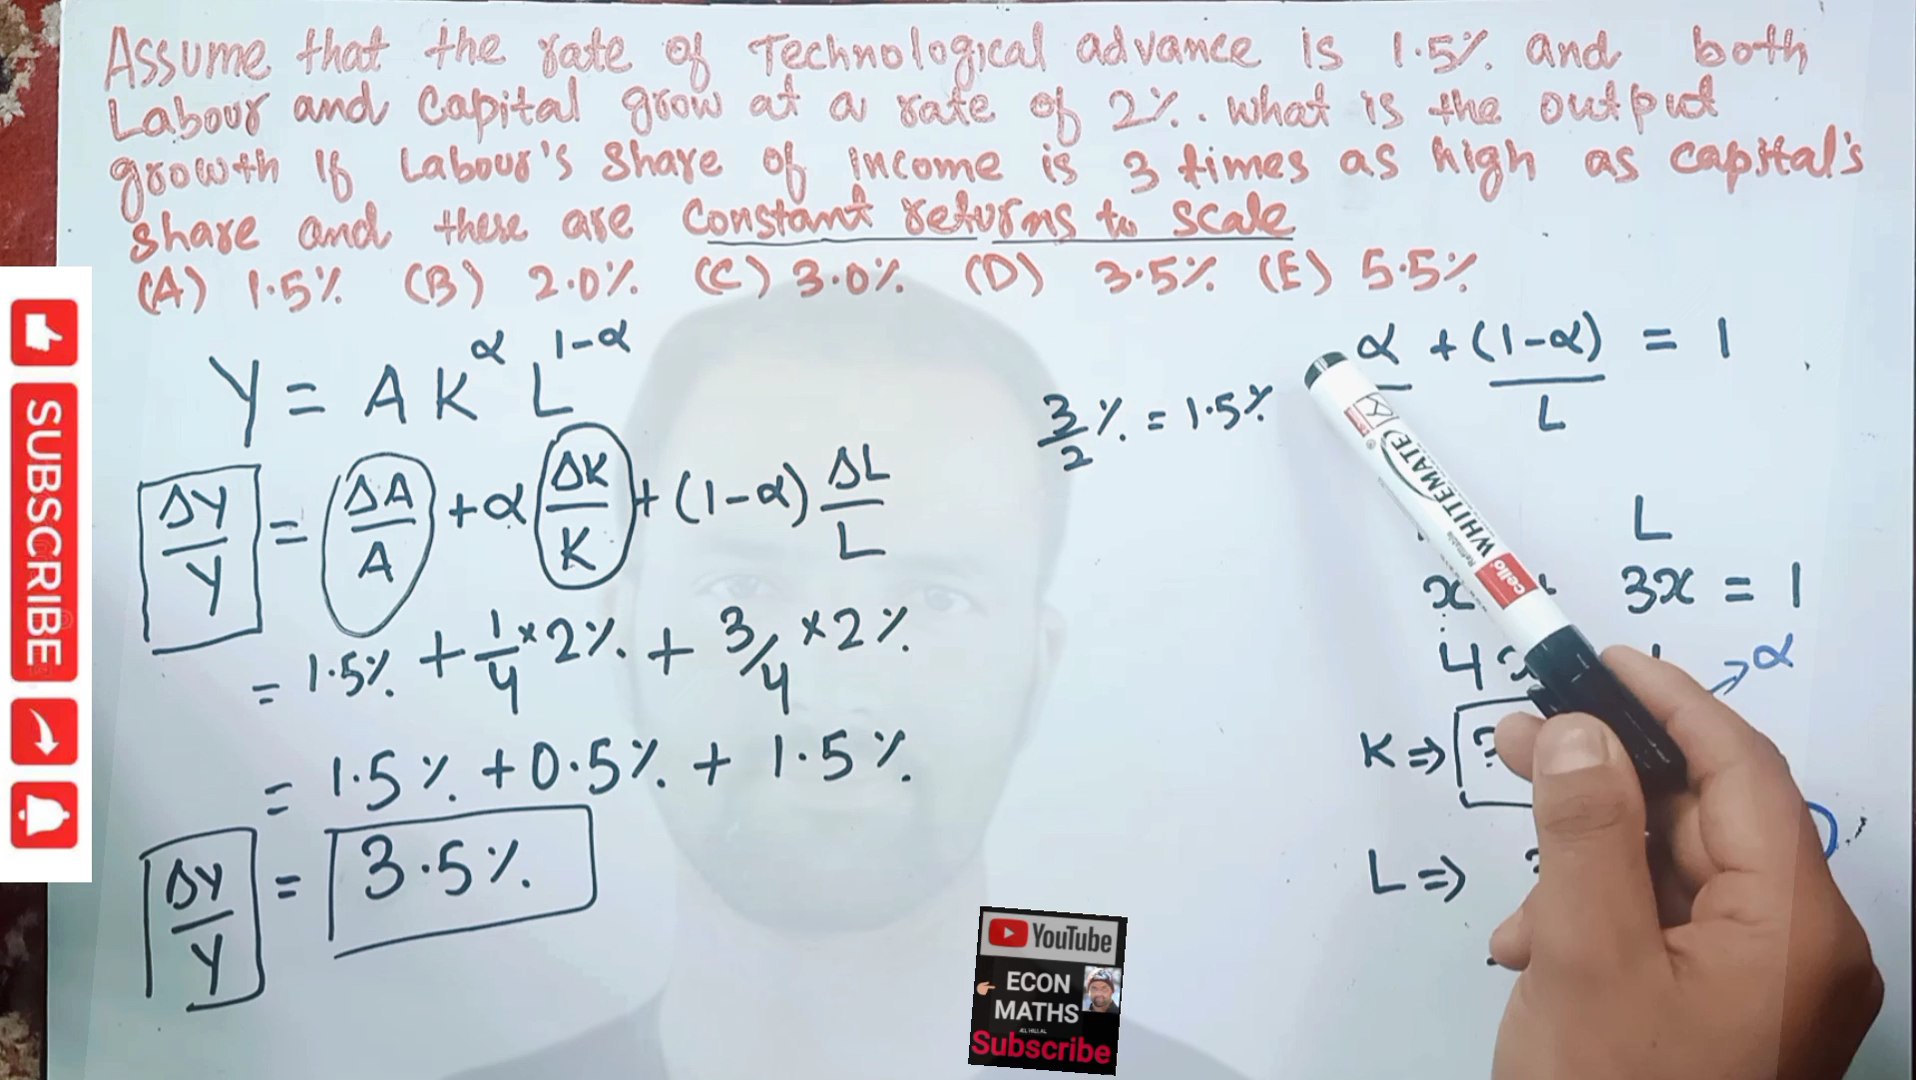 Assume that the rate of Technological advance is 1.5% and both
Labour and Capital grow at a rate of 2%. what is the output
growth If Labour's Share of income is 3 times as high as capital's
share and these are constant returns to scale
(A) 1.5% (B) 2.0% (C) 3.0% (D) 3.5% (E) 5.5%
Y = A K^α L^1-α
α + (1-α) = 1
L
3/2 % = 1.5%
ΔY/Y = ΔA/A + α ΔK/K + (1-α) ΔL/L
= 1.5% + 1/4 × 2% + 3/4 × 2%
= 1.5% + 0.5% + 1.5%
ΔY/Y = 3.5%
L
x 3x = 1
4
α
K ⇒
L ⇒
SUBSCRIBE
cello
WHITEMATE
Refillable
YouTube
ECON
MATHS
Subscribe